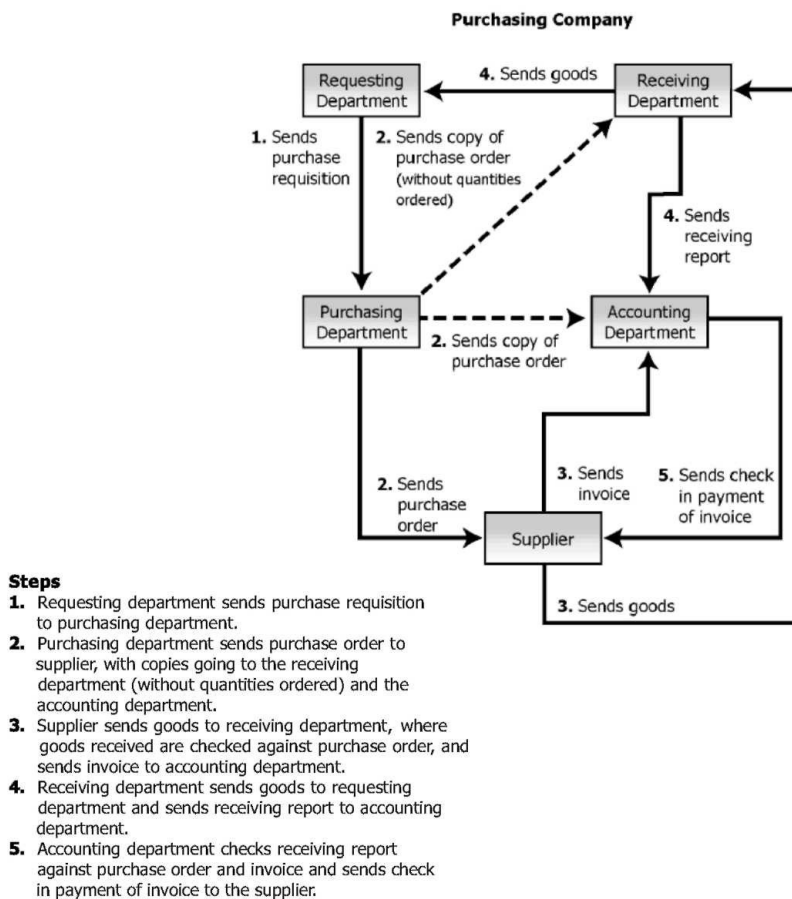 Purchasing Company
Requesting
Department
4. Sends goods
Receiving
Department
1. Sends
purchase
requisition
2. Sends copy of
purchase order
(without quantities
ordered)
4. Sends
receiving
report
Purchasing
Department
2. Sends copy of
purchase order
Accounting
Department
2. Sends
purchase
order
3. Sends
invoice
5. Sends check
in payment
of invoice
Supplier
3. Sends goods
Steps
1. Requesting department sends purchase requisition
to purchasing department.
2. Purchasing department sends purchase order to
supplier, with copies going to the receiving
department (without quantities ordered) and the
accounting department.
3. Supplier sends goods to receiving department, where
goods received are checked against purchase order, and
sends invoice to accounting department.
4. Receiving department sends goods to requesting
department and sends receiving report to accounting
department.
5. Accounting department checks receiving report
against purchase order and invoice and sends check
in payment of invoice to the supplier.